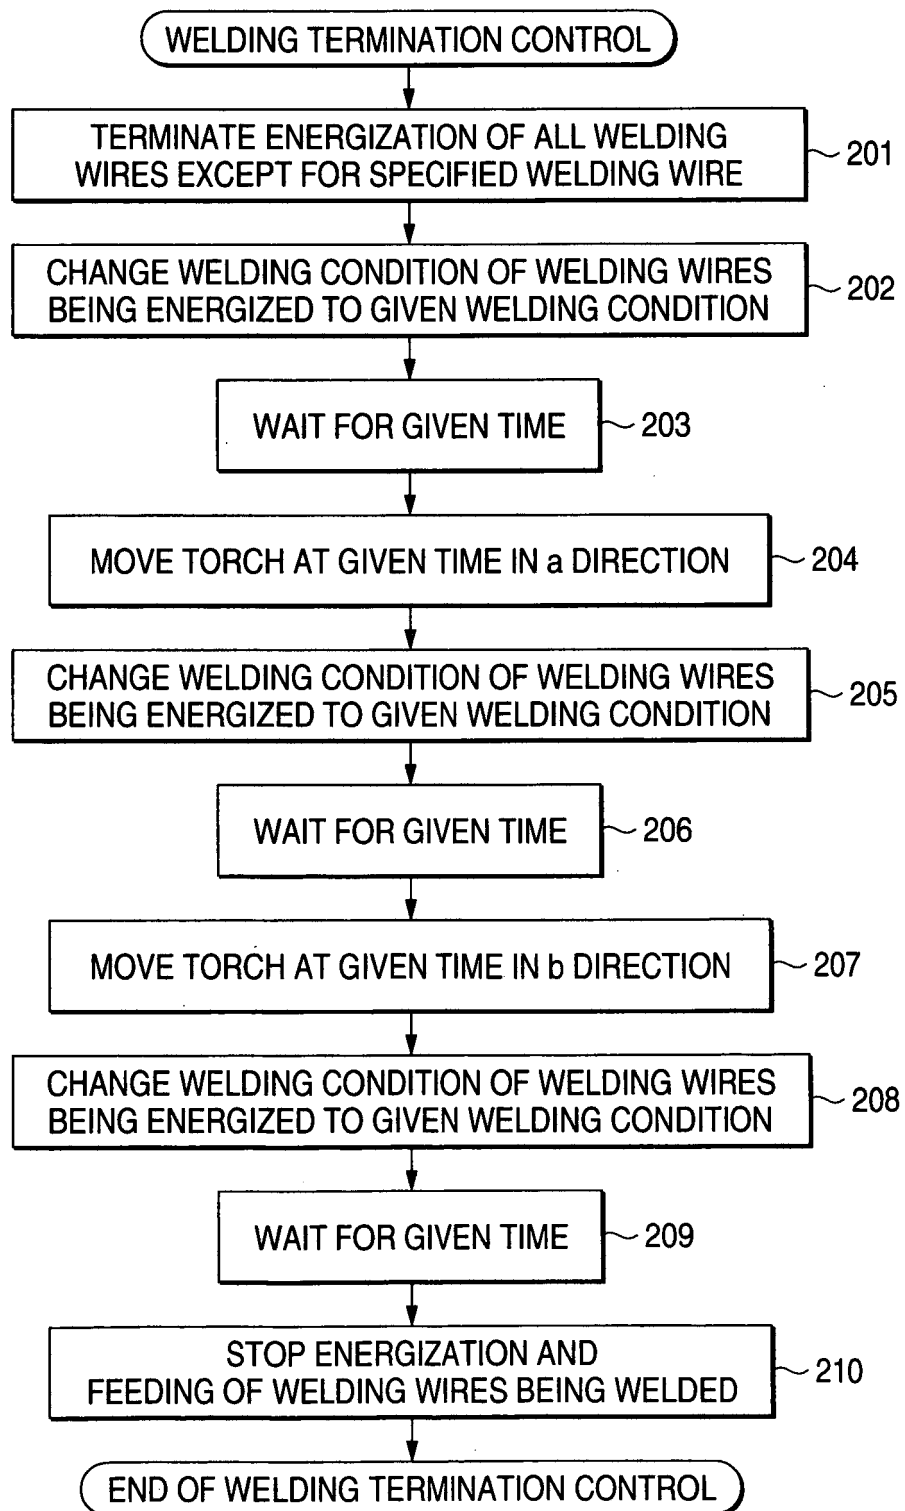 WELDING TERMINATION CONTROL
TERMINATE ENERGIZATION OF ALL WELDING
WIRES EXCEPT FOR SPECIFIED WELDING WIRE
201
CHANGE WELDING CONDITION OF WELDING WIRES
BEING ENERGIZED TO GIVEN WELDING CONDITION
202
WAIT FOR GIVEN TIME
203
MOVE TORCH AT GIVEN TIME IN a DIRECTION
204
CHANGE WELDING CONDITION OF WELDING WIRES
BEING ENERGIZED TO GIVEN WELDING CONDITION
205
WAIT FOR GIVEN TIME
206
MOVE TORCH AT GIVEN TIME IN b DIRECTION
207
CHANGE WELDING CONDITION OF WELDING WIRES
BEING ENERGIZED TO GIVEN WELDING CONDITION
208
WAIT FOR GIVEN TIME
209
STOP ENERGIZATION AND
FEEDING OF WELDING WIRES BEING WELDED
210
END OF WELDING TERMINATION CONTROL